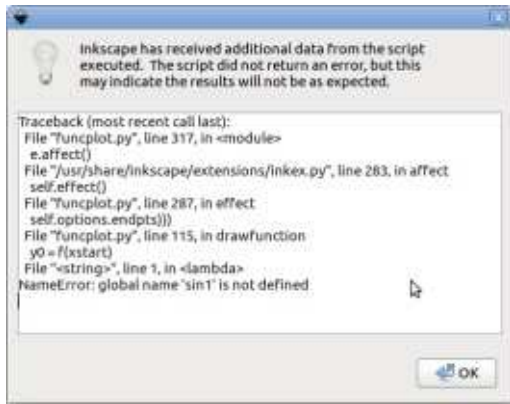 Inkscape has received additional data from the script
executed. The script did not return an error, but this
may indicate the results will not be as expected.
Traceback (most recent call last):
File "funcplot.py", line 317, in <module>
e.affect()
File "/usr/share/inkscape/extensions/inkex.py", line 283, in affect
self.effect()
File "funcplot.py", line 287, in effect
self.options.endpts)))
File "funcplot.py", line 115, in drawfunction
y0 = f(xstart)
File "<string>", line 1, in <lambda>
NameError: global name 'sin1' is not defined
OK